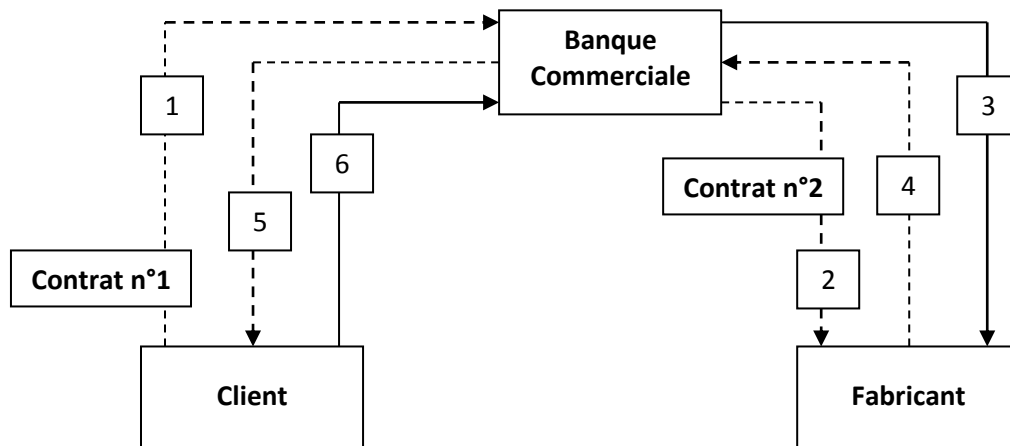 Banque
Commerciale
1
3
6
Contrat n°2
4
5
Contrat n°1
2
Client
Fabricant